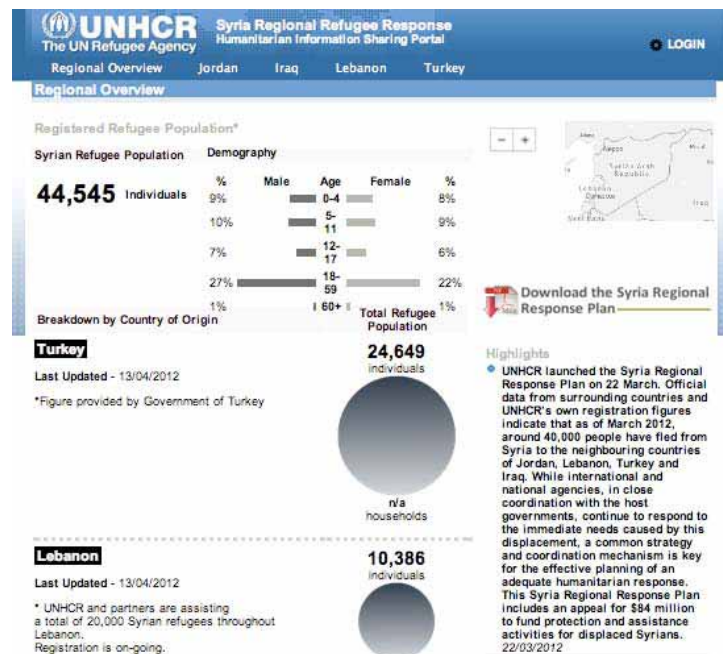 UNHCR
The UN Refugee Agency
Syria Regional Refugee Response
Humanitarian Information Sharing Portal
LOGIN
Regional Overview Jordan Iraq Lebanon Turkey
Regional Overview
Registered Refugee Population*
Syrian Refugee Population Demography
44,545 Individuals
% Male Age Female %
9% 0-4 8%
10% 5-
11 9%
7% 12-
17 6%
27% 18-
59 22%
1% 60+ 1%
Breakdown by Country of Origin
Total Refugee
Population
Turkey
24,649
individuals
Last Updated - 13/04/2012
*Figure provided by Government of Turkey
n/a
households
Lebanon
10,386
individuals
Last Updated - 13/04/2012
* UNHCR and partners are assisting
a total of 20,000 Syrian refugees throughout
Lebanon.
Registration is on-going.
- +
Aleppo
Syrian Arab
Republic
Lebanon
Damascus
Iraq
Download the Syria Regional
Response Plan
Highlights
UNHCR launched the Syria Regional
Response Plan on 22 March. Official
data from surrounding countries and
UNHCR's own registration figures
indicate that as of March 2012,
around 40,000 people have fled from
Syria to the neighbouring countries
of Jordan, Lebanon, Turkey and
Iraq. While international and
national agencies, in close
coordination with the host
governments, continue to respond to
the immediate needs caused by this
displacement, a common strategy
and coordination mechanism is key
for the effective planning of an
adequate humanitarian response.
This Syria Regional Response Plan
includes an appeal for $84 million
to fund protection and assistance
activities for displaced Syrians.
22/03/2012